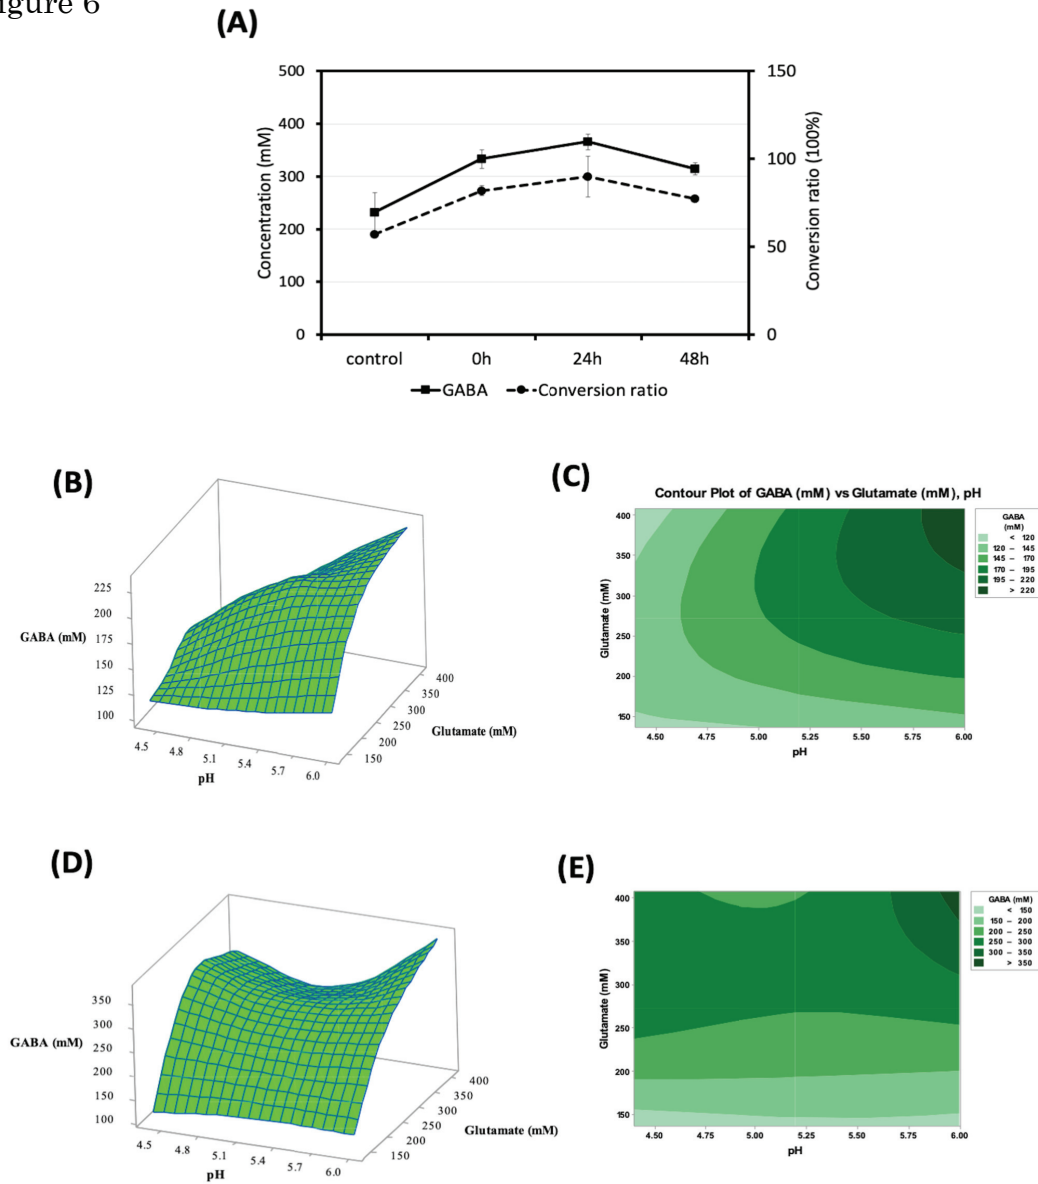 igure 6
(A)
500
400
300
200
100
0
Concentration (mM)
150
100
50
0
Conversion ratio (100%)
control 0h 24h 48h
GABA Conversion ratio
(B)
225
200
175
150
125
100
GABA (mM)
4.5 4.8 5.1 5.4 5.7 6.0
pH
400
350
300
250
200
150
Glutamate (mM)
(C)
Contour Plot of GABA (mM) vs Glutamate (mM), pH
400
350
300
250
200
150
Glutamate (mM)
4.50 4.75 5.00 5.25 5.50 5.75 6.00
pH
GABA
(mM)
< 120
120 – 145
145 – 170
170 – 195
195 – 220
> 220
(D)
350
300
250
200
150
100
GABA (mM)
4.5 4.8 5.1 5.4 5.7 6.0
pH
400
350
300
250
200
150
Glutamate (mM)
(E)
400
350
300
250
200
150
Glutamate (mM)
4.50 4.75 5.00 5.25 5.50 5.75 6.00
pH
GABA (mM)
< 150
150 – 200
200 – 250
250 – 300
300 – 350
> 350